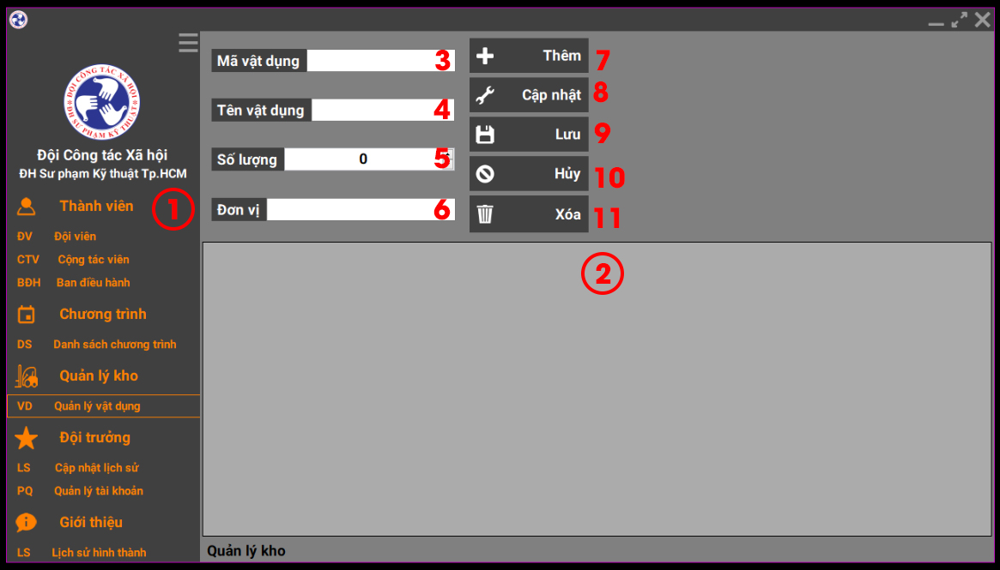 ĐỘI CÔNG TÁC XÃ HỘI
ĐH SƯ PHẠM KỸ THUẬT
Đội Công tác Xã hội
ĐH Sư phạm Kỹ thuật Tp.HCM
Thành viên 1
ĐV Đội viên
CTV Cộng tác viên
BĐH Ban điều hành
Chương trình
DS Danh sách chương trình
Quản lý kho
VD Quản lý vật dụng
Đội trưởng
LS Cập nhật lịch sử
PQ Quản lý tài khoản
Giới thiệu
LS Lịch sử hình thành
Mã vật dụng 3
Tên vật dụng 4
Số lượng 0 5
Đơn vị 6
Thêm 7
Cập nhật 8
Lưu 9
Hủy 10
Xóa 11
2
Quản lý kho